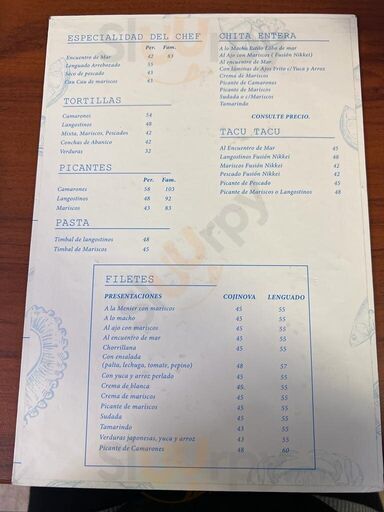 ESPECIALIDAD DEL CHEF
Per. Fam.
Encuentro de Mar 42 83
Lenguado Arrebozado 55
Seco de pescado 43
Cau Cau de mariscos 43
TORTILLAS
Camarones 54
Langostinos 48
Mixta, Mariscos, Pescados 42
Conchas de Abanico 42
Verduras 32
PICANTES
Per. Fam.
Camarones 58 103
Langostinos 48 92
Mariscos 43 83
PASTA
Timbal de langostinos 48
Timbal de Mariscos 45
CHITA ENTERA
A lo Macho Estilo Lobo de mar
Al Ajo con Mariscos ( Fusión Nikkei)
Al encuentro de Mar
Con láminas de Ajos Frito c/Yuca y Arroz
Crema de Mariscos
Picante de Camarones
Picante de Mariscos
Sudada o c/Mariscos
Tamarindo
CONSULTE PRECIO.
TACU TACU
Al Encuentro de Mar 45
Langostinos Fusión Nikkei 48
Mariscos Fusión Nikkei 42
Pescado Fusión Nikkei 42
Picante de Pescado 45
Picante de Mariscos o Langostinos 48
FILETES
PRESENTACIONES COJINOVA LENGUADO
A la Menier con mariscos 45 55
A lo macho 45 55
Al ajo con mariscos 45 55
Al encuentro de mar 45 55
Chorrillana 45 55
Con ensalada
(palta, lechuga, tomate, pepino) 48 57
Con yuca y arroz perlado 45 55
Crema de blanca 45 55
Crema de mariscos 45 55
Picante de mariscos 45 55
Sudada 45 55
Tamarindo 43 55
Verduras japonesas, yuca y arroz 43 55
Picante de Camarones 48 60